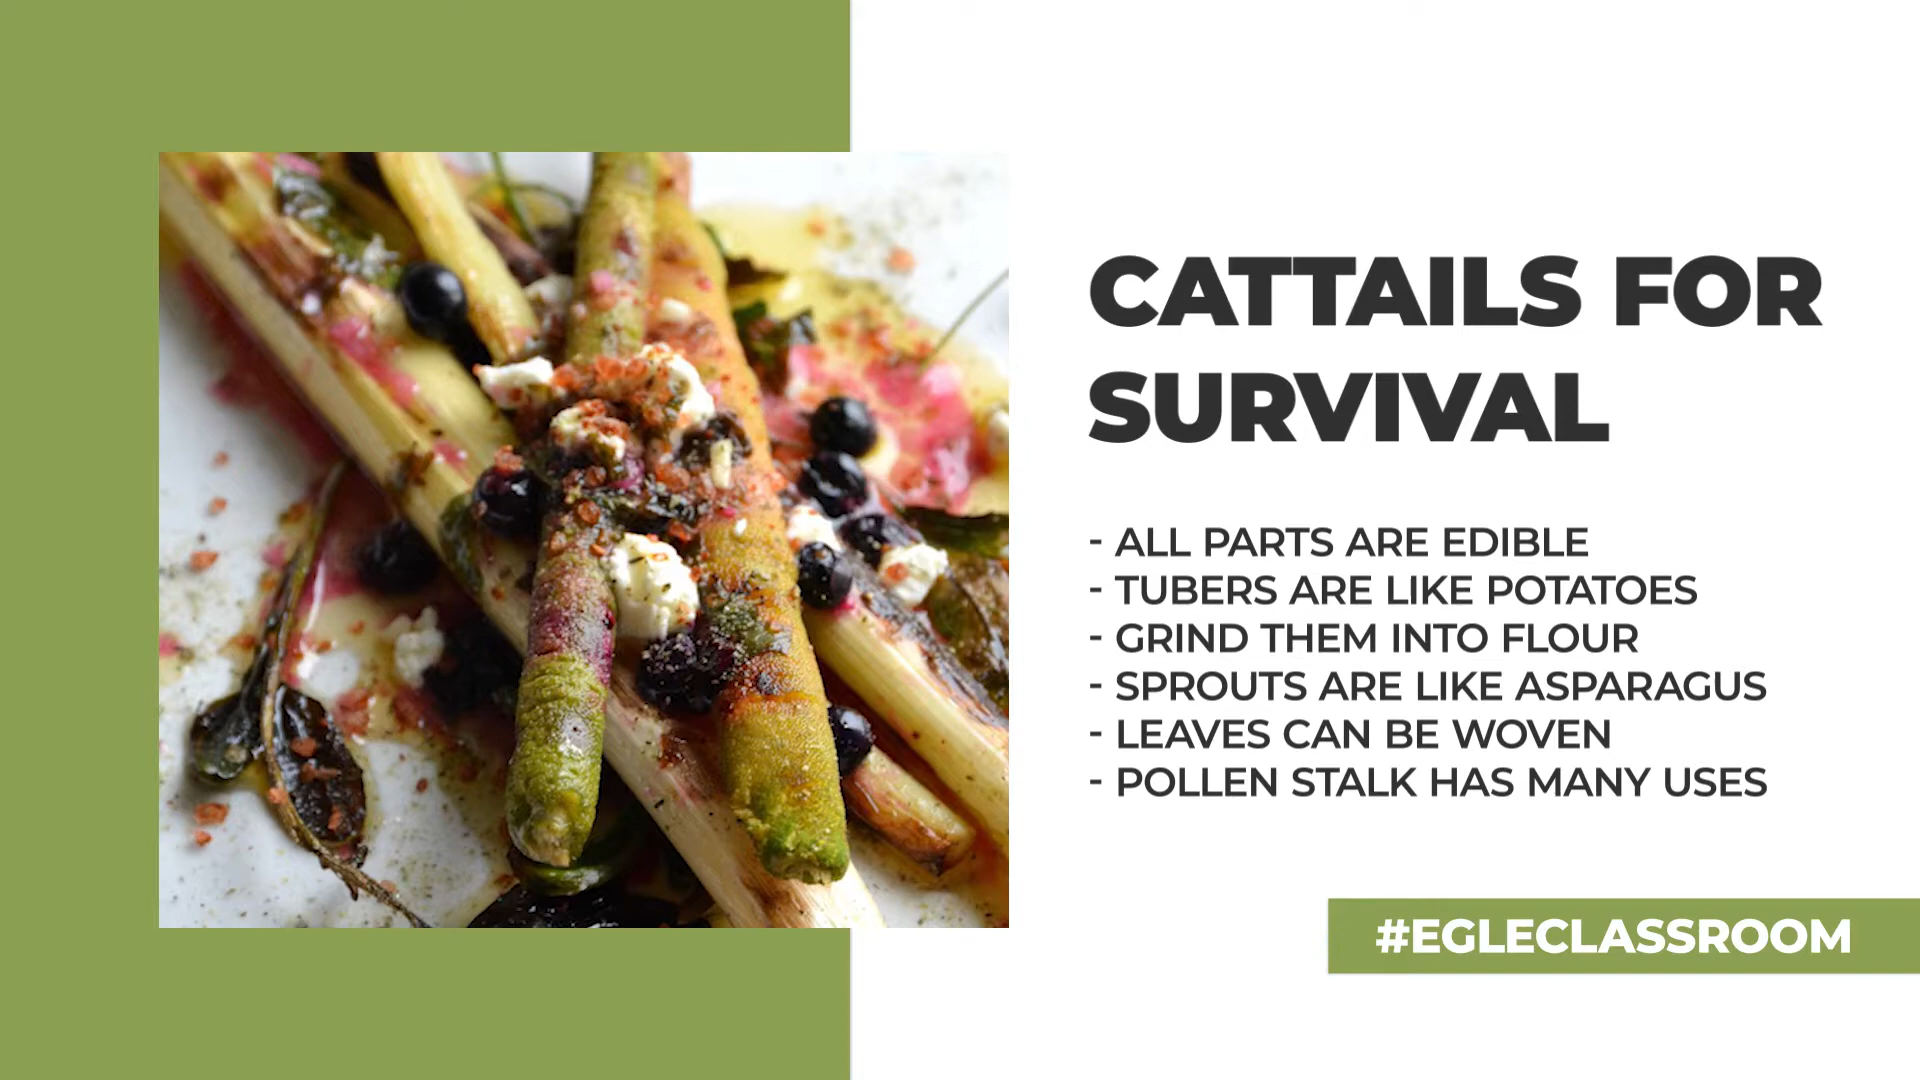 CATTAILS FOR
SURVIVAL
- ALL PARTS ARE EDIBLE
- TUBERS ARE LIKE POTATOES
- GRIND THEM INTO FLOUR
- SPROUTS ARE LIKE ASPARAGUS
- LEAVES CAN BE WOVEN
- POLLEN STALK HAS MANY USES
#EGLECLASSROOM